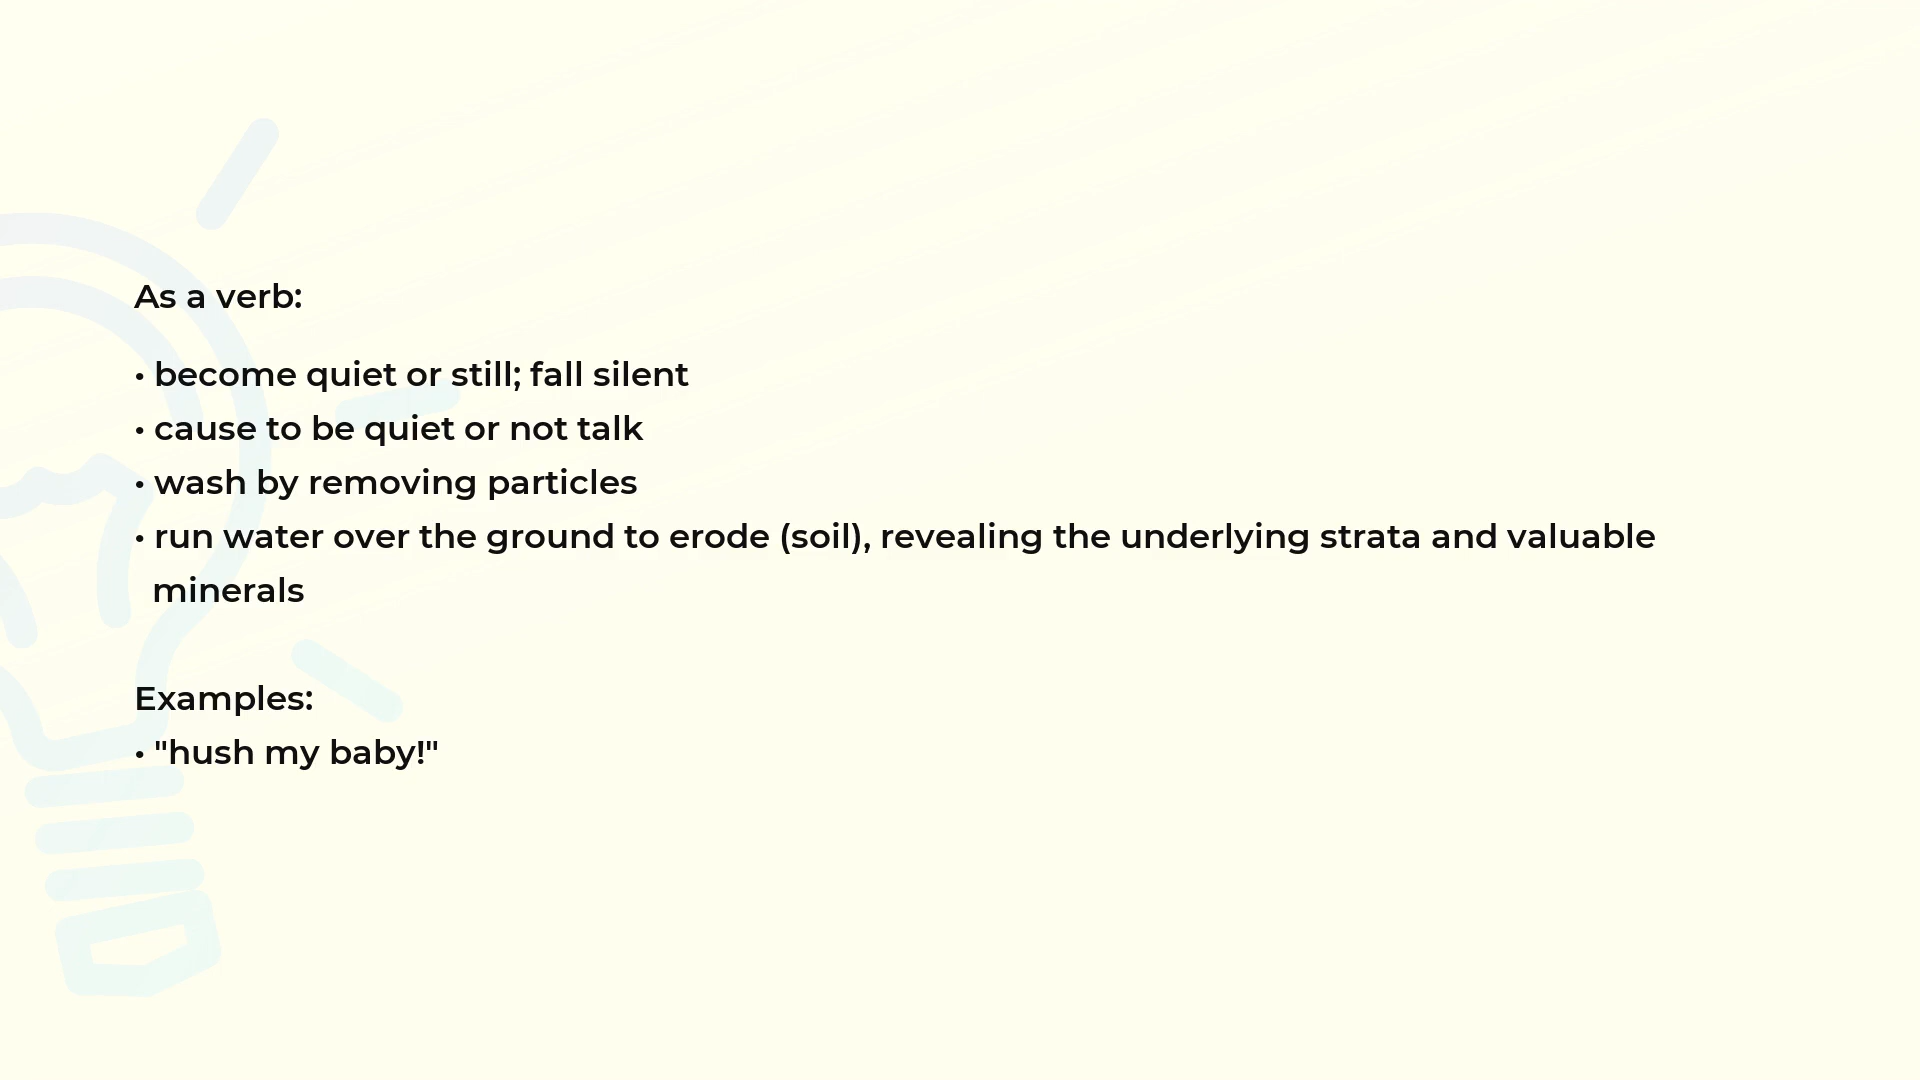 As a verb:
• become quiet or still; fall silent
• cause to be quiet or not talk
• wash by removing particles
• run water over the ground to erode (soil), revealing the underlying strata and valuable
minerals
Examples:
• "hush my baby!"